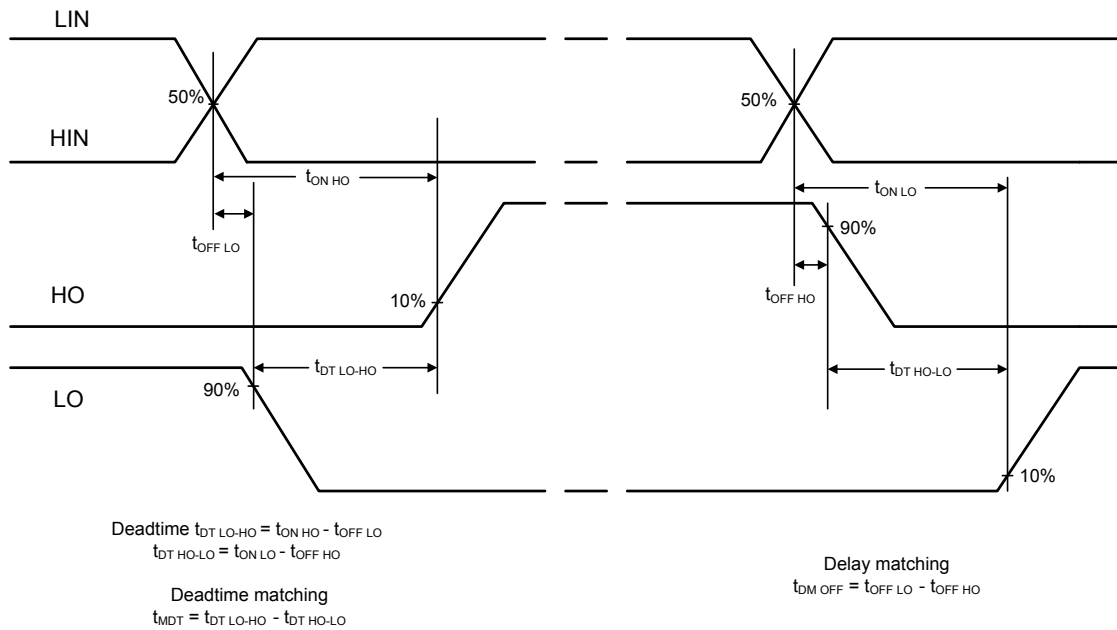 LIN
50%
50%
HIN
tON HO
tON LO
tOFF LO
90%
HO
10%
tOFF HO
tDT LO-HO
tDT HO-LO
90%
LO
10%
Deadtime tDT LO-HO = tON HO - tOFF LO
tDT HO-LO = tON LO - tOFF HO
Delay matching
tDM OFF = tOFF LO - tOFF HO
Deadtime matching
tMDT = tDT LO-HO - tDT HO-LO